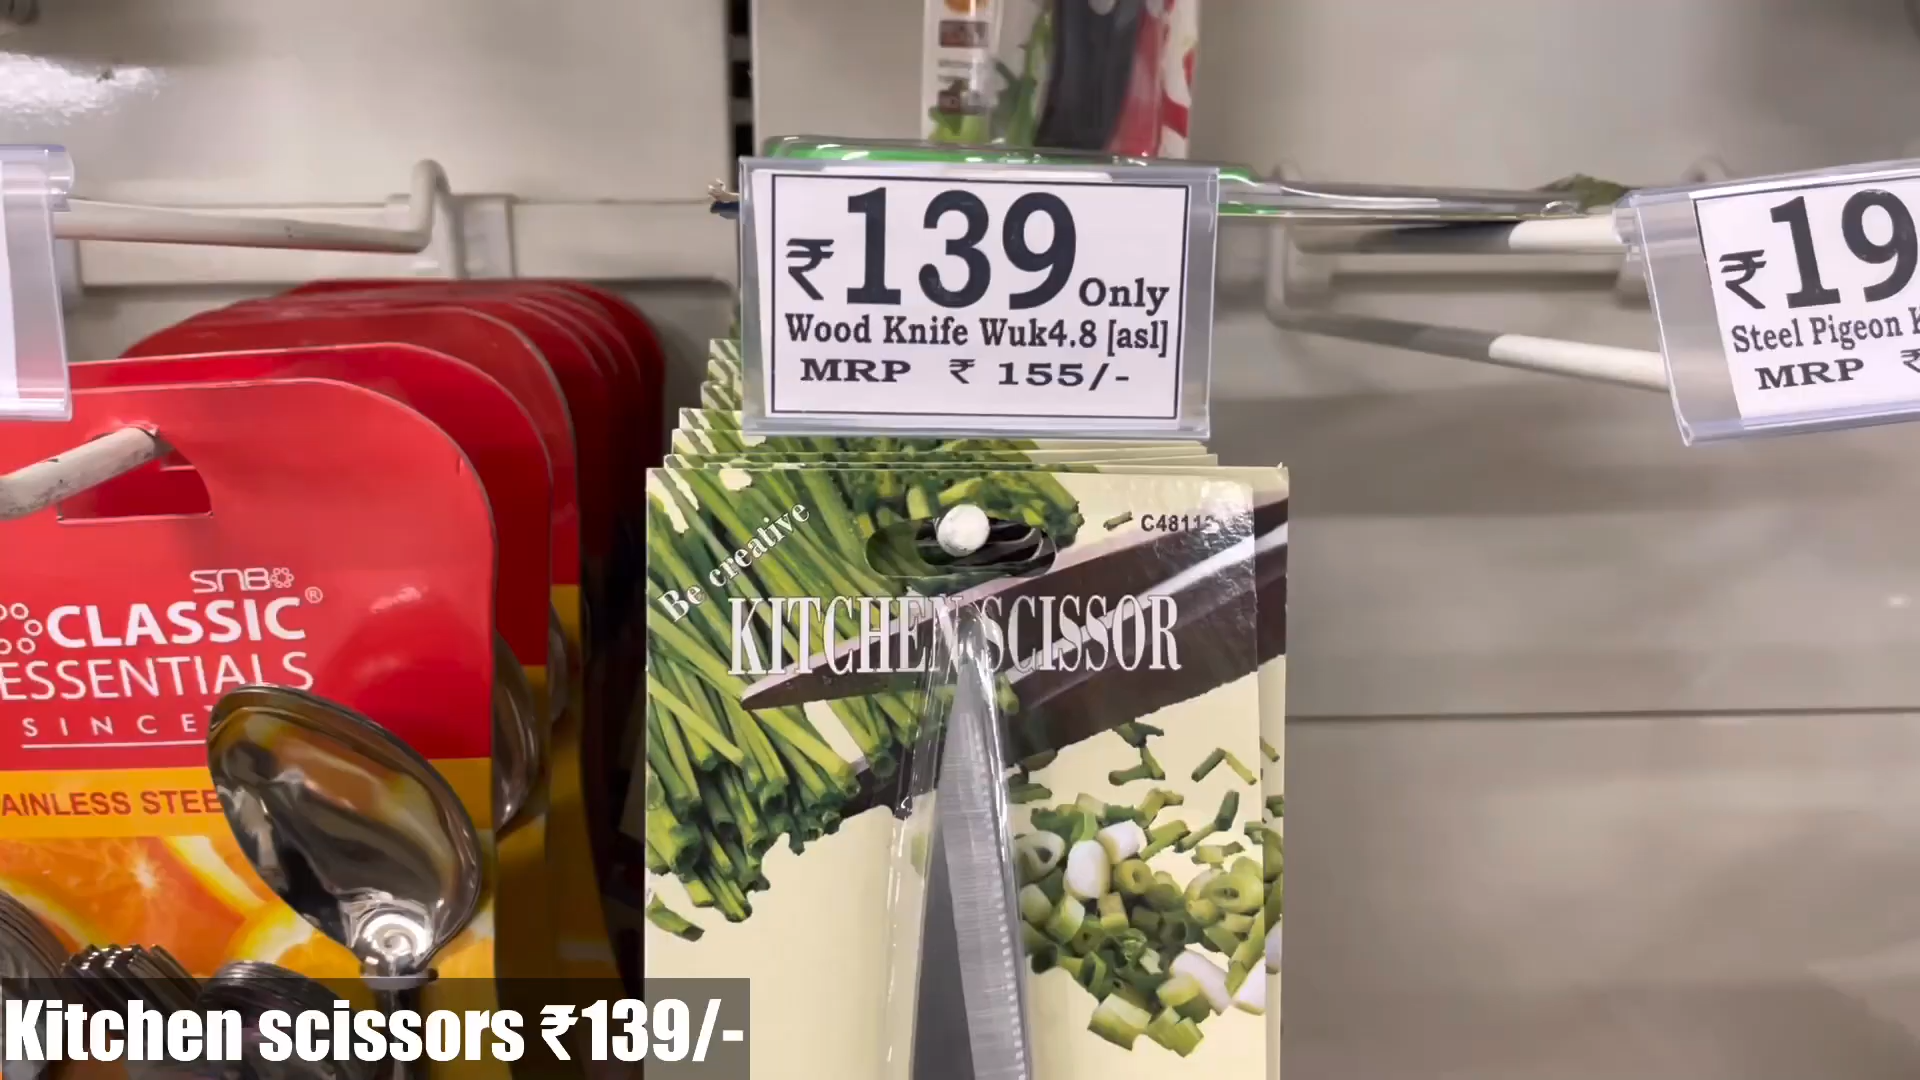 ₹139 Only
Wood Knife Wuk4.8 [asl]
MRP ₹ 155/-
₹19
Steel Pigeon
MRP ₹
Be creative
C4811
KITCHEN SCISSOR
SNB
CLASSIC®
ESSENTIALS
SINCE
AINLESS STEE
Kitchen scissors ₹139/-